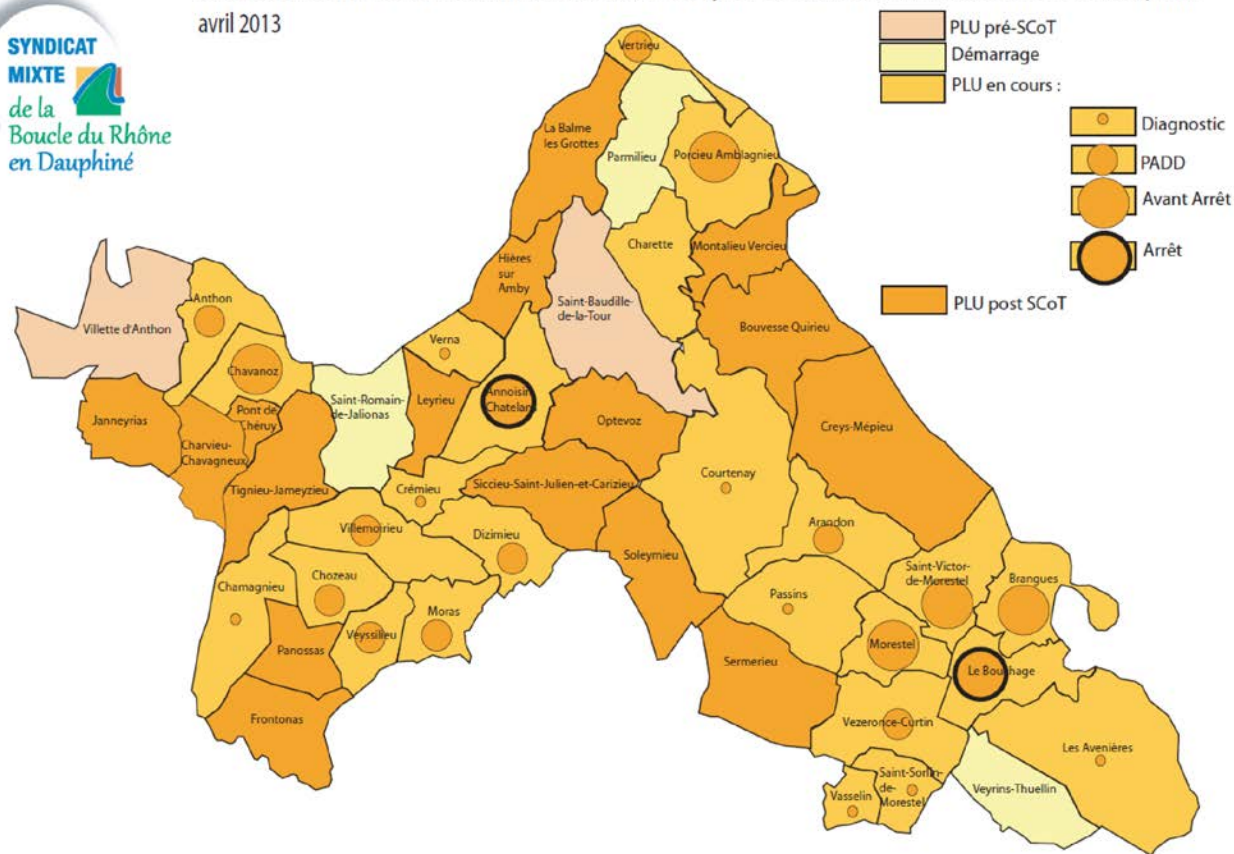 avril 2013
SYNDICAT
MIXTE
de la
Boucle du Rhône
en Dauphiné
PLU pré-SCoT
Démarrage
PLU en cours :
Diagnostic
PADD
Avant Arrêt
Arrêt
PLU post SCoT
Vertrieu
La Balme
les Grottes
Parmilieu
Porcieu Amblagnieu
Charette
Montalieu Vercieu
Hières
sur
Amby
Saint-Baudille-
de-la-Tour
Bouvesse Quirieu
Villette d'Anthon
Anthon
Verna
Chavanoz
Saint-Romain-
de-Jalionas
Leyrieu
Annoisin
Chatelans
Optevoz
Creys-Mépieu
Janneyrias
Pont de
Chéruy
Charvieu-
Chavagneux
Tignieu-Jameyzieu
Crémieu
Siccieu-Saint-Julien-et-Carizieu
Courtenay
Villemoirieu
Dizimieu
Soleymieu
Arandon
Saint-Victor-
de-Morestel
Brangues
Chamagnieu
Chozeau
Moras
Veyssilieu
Passins
Panossas
Morestel
Sermerieu
Le Bouchage
Frontonas
Vezeronce-Curtin
Les Avenières
Vasselin
Saint-Sorlin-
de-
Morestel
Veyrins-Thuellin